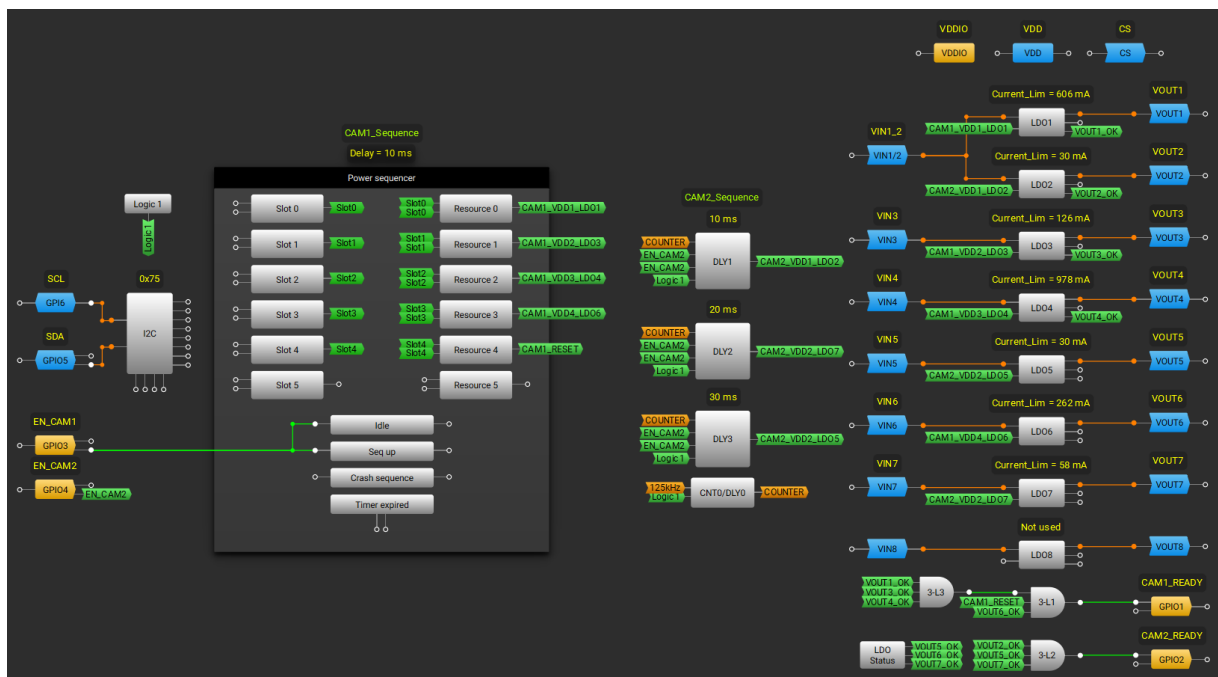 VDDIO
VDD
CS
VDDIO
VDD
CS
CAM1_Sequence
Delay = 10 ms
Power sequencer
Logic 1
Logic 1
Slot 0
Slot0
Slot0
Slot0
Resource 0
CAM1_VDD1_LDO1
Slot 1
Slot1
Slot1
Slot1
Resource 1
CAM1_VDD2_LDO3
Slot 2
Slot2
Slot2
Slot2
Resource 2
CAM1_VDD3_LDO4
Slot 3
Slot3
Slot3
Slot3
Resource 3
CAM1_VDD4_LDO6
Slot 4
Slot4
Slot4
Slot4
Resource 4
CAM1_RESET
Slot 5
Resource 5
Idle
Seq up
Crash sequence
Timer expired
SCL
GPI6
SDA
GPIO5
0x75
I2C
EN_CAM1
GPIO3
EN_CAM2
GPIO4
EN_CAM2
CAM2_Sequence
10 ms
COUNTER
EN_CAM2
EN_CAM2
Logic 1
DLY1
CAM2_VDD1_LDO2
20 ms
COUNTER
EN_CAM2
EN_CAM2
Logic 1
DLY2
CAM2_VDD2_LDO7
30 ms
COUNTER
EN_CAM2
EN_CAM2
Logic 1
DLY3
CAM2_VDD2_LDO5
125kHz
Logic 1
CNT0/DLY0
COUNTER
VIN1_2
VIN1/2
Current_Lim = 606 mA
CAM1_VDD1_LDO1
LDO1
VOUT1_OK
VOUT1
VOUT1
Current_Lim = 30 mA
CAM2_VDD1_LDO2
LDO2
VOUT2_OK
VOUT2
VOUT2
VIN3
VIN3
Current_Lim = 126 mA
CAM1_VDD2_LDO3
LDO3
VOUT3_OK
VOUT3
VOUT3
VIN4
VIN4
Current_Lim = 978 mA
CAM1_VDD3_LDO4
LDO4
VOUT4_OK
VOUT4
VOUT4
VIN5
VIN5
Current_Lim = 30 mA
CAM2_VDD2_LDO5
LDO5
VOUT5
VOUT5
VIN6
VIN6
Current_Lim = 262 mA
CAM1_VDD4_LDO6
LDO6
VOUT6
VOUT6
VIN7
VIN7
Current_Lim = 58 mA
CAM2_VDD2_LDO7
LDO7
VOUT7
VOUT7
Not used
VIN8
LDO8
VOUT8
VOUT1_OK
VOUT3_OK
VOUT4_OK
3-L3
CAM1_RESET
VOUT6_OK
3-L1
CAM1_READY
GPIO1
LDO
Status
VOUT5_OK
VOUT6_OK
VOUT7_OK
VOUT2_OK
VOUT5_OK
VOUT7_OK
3-L2
CAM2_READY
GPIO2